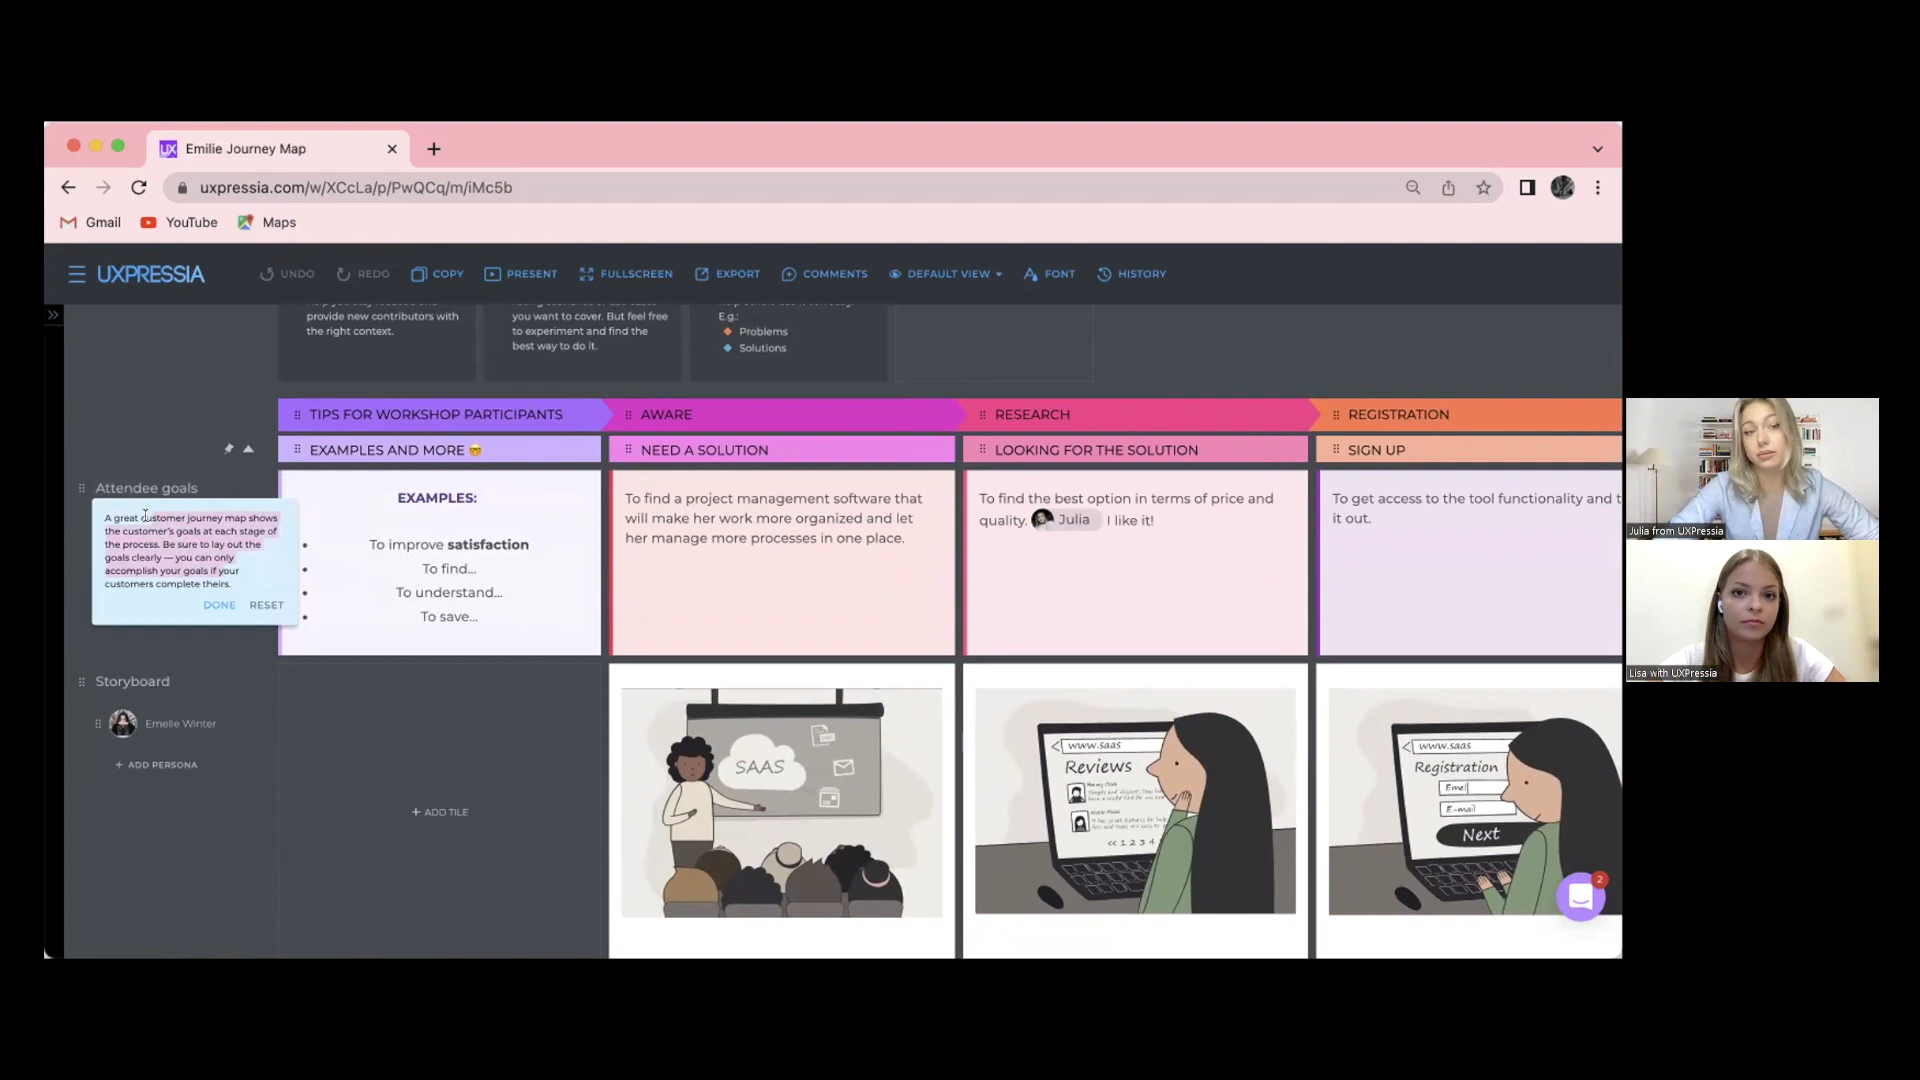 Emilie Journey Map
uxpressia.com/w/XCcLa/p/PwQCq/m/iMc5b
Gmail YouTube Maps
UXPRESSIA UNDO REDO COPY PRESENT FULLSCREEN EXPORT COMMENTS DEFAULT VIEW FONT HISTORY
provide new contributors with
the right context.
you want to cover. But feel free
to experiment and find the
best way to do it.
E.g.:
Problems
Solutions
TIPS FOR WORKSHOP PARTICIPANTS AWARE RESEARCH REGISTRATION
EXAMPLES AND MORE 🤓 NEED A SOLUTION LOOKING FOR THE SOLUTION SIGN UP
Attendee goals
A great customer journey map shows
the customer's goals at each stage of
the process. Be sure to lay out the
goals clearly — you can only
accomplish your goals if your
customers complete theirs.
DONE RESET
EXAMPLES:
• To improve satisfaction
• To find...
• To understand...
• To save...
To find a project management software that
will make her work more organized and let
her manage more processes in one place.
To find the best option in terms of price and
quality. Julia I like it!
To get access to the tool functionality and t
it out.
Storyboard
Emelie Winter
+ ADD PERSONA
+ ADD TILE
SAAS
www.saas
Reviews
<< 1 2 3 4
www.saas
Registration
Emel
E-mail
Next
2
Julia from UXPressia
Lisa with UXPressia